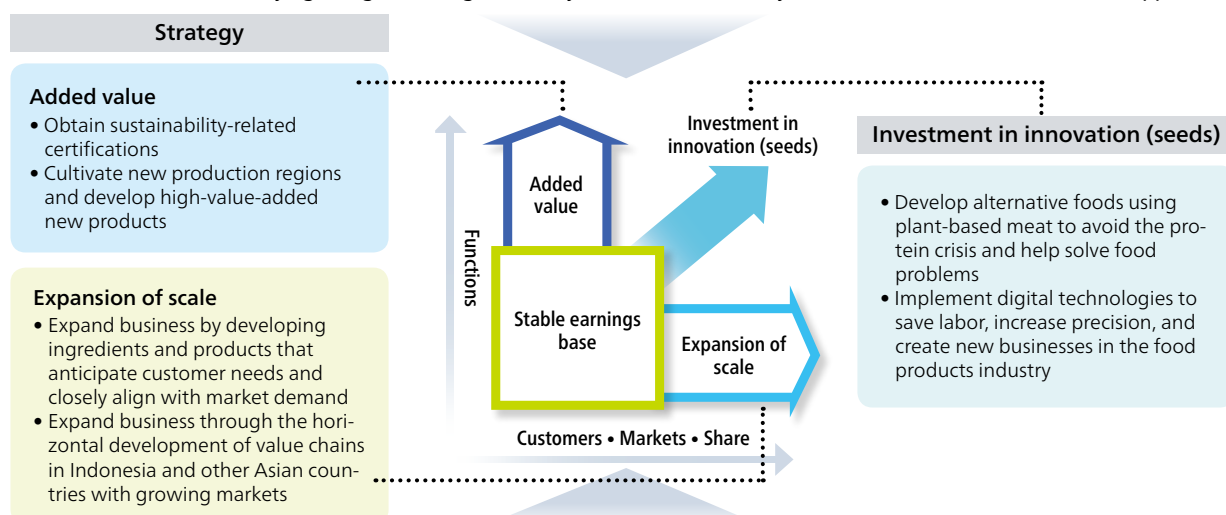 Strategy
Added value
• Obtain sustainability-related
certifications
• Cultivate new production regions
and develop high-value-added
new products
Expansion of scale
• Expand business by developing
ingredients and products that
anticipate customer needs and
closely align with market demand
• Expand business through the hori-
zontal development of value chains
in Indonesia and other Asian coun-
tries with growing markets
Functions
Added
value
Investment in
innovation (seeds)
Stable earnings
base
Expansion of
scale
Customers • Markets • Share
Investment in innovation (seeds)
• Develop alternative foods using
plant-based meat to avoid the pro-
tein crisis and help solve food
problems
• Implement digital technologies to
save labor, increase precision, and
create new businesses in the food
products industry